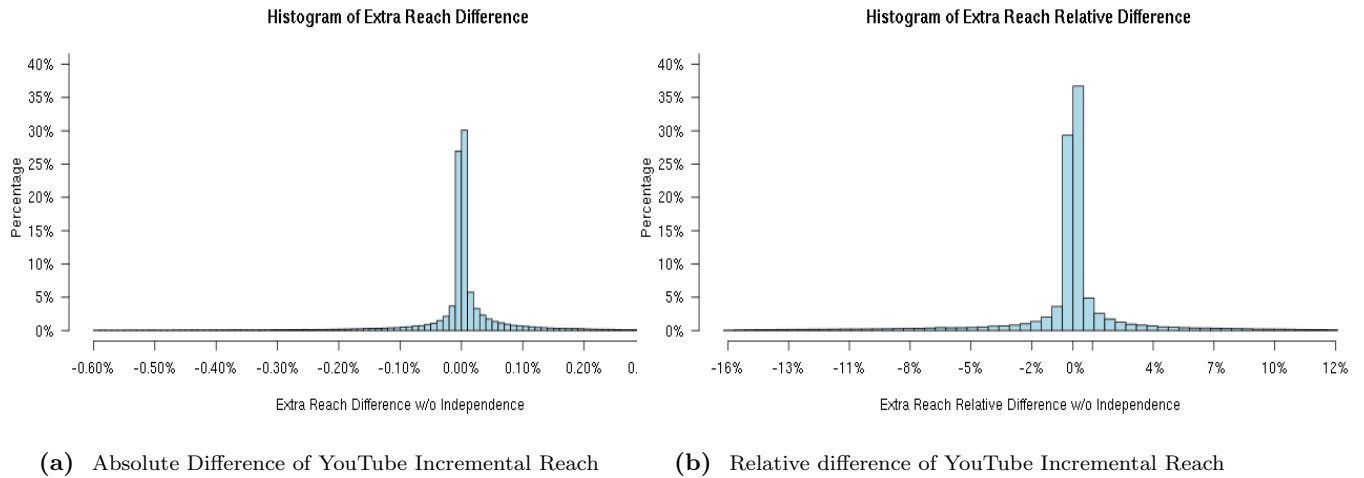 Histogram of Extra Reach Difference
40%
35%
30%
25%
20%
15%
10%
5%
0%
Percentage
-0.60% -0.50% -0.40% -0.30% -0.20% -0.10% 0.00% 0.10% 0.20% 0.
Extra Reach Difference w/o Independence
(a) Absolute Difference of YouTube Incremental Reach
Histogram of Extra Reach Relative Difference
40%
35%
30%
25%
20%
15%
10%
5%
0%
Percentage
-16% -13% -11% -8% -5% -2% 0% 4% 7% 10% 12%
Extra Reach Relative Difference w/o Independence
(b) Relative difference of YouTube Incremental Reach